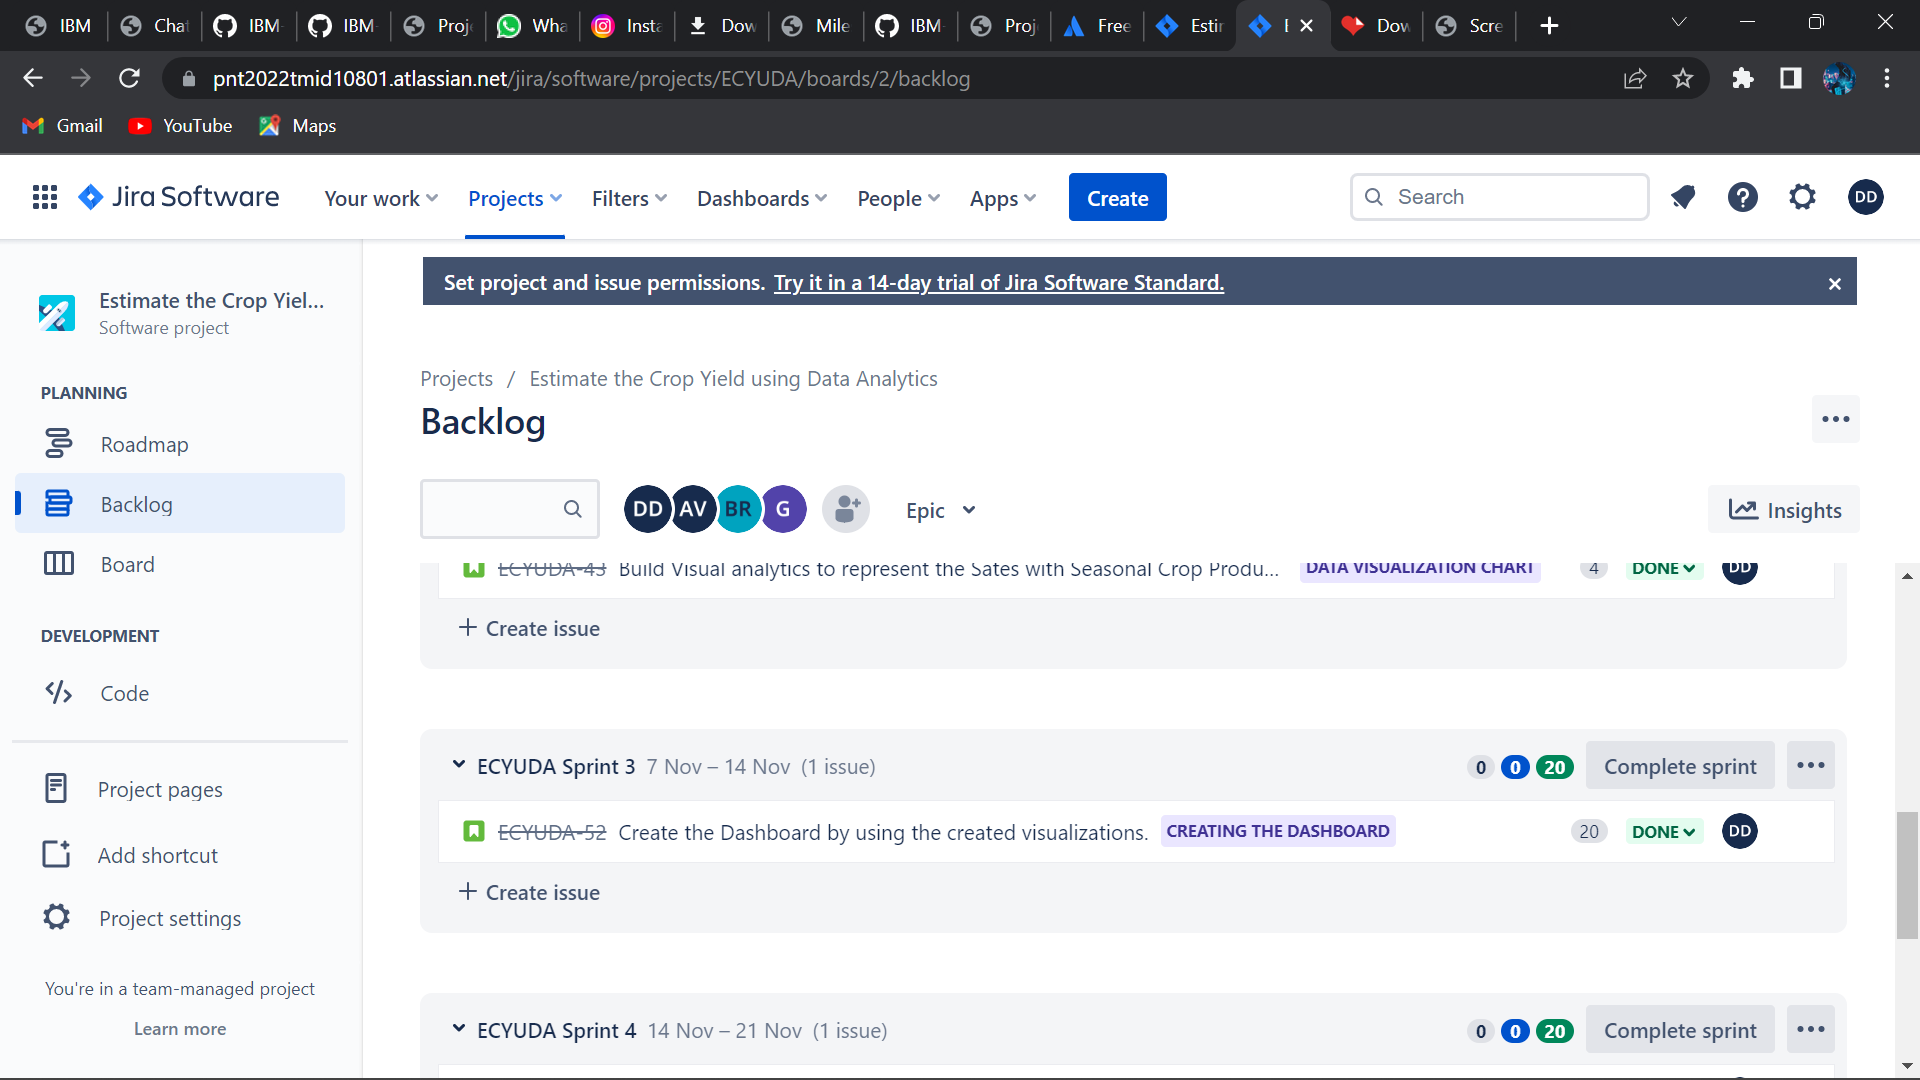 IBM
Chat
IBM-
IBM-
Proj
Wha
Insta
Dow
Mile
IBM-
Proj
Free
Estir
Dow
Scre
pnt2022tmid10801.atlassian.net/jira/software/projects/ECYUDA/boards/2/backlog
Gmail
YouTube
Maps
Jira Software
Your work
Projects
Filters
Dashboards
People
Apps
Create
Search
DD
Set project and issue permissions. Try it in a 14-day trial of Jira Software Standard.
Estimate the Crop Yiel...
Software project
PLANNING
Roadmap
Backlog
Board
DEVELOPMENT
Code
Project pages
Add shortcut
Project settings
You're in a team-managed project
Learn more
Projects / Estimate the Crop Yield using Data Analytics
Backlog
DD AV BR G
Epic
Insights
ECYUDA-43 Build Visual analytics to represent the Sates with Seasonal Crop Produ... DATA VISUALIZATION CHART 4 DONE DD
+ Create issue
ECYUDA Sprint 3 7 Nov – 14 Nov (1 issue) 0 0 20 Complete sprint
ECYUDA-52 Create the Dashboard by using the created visualizations. CREATING THE DASHBOARD 20 DONE DD
+ Create issue
ECYUDA Sprint 4 14 Nov – 21 Nov (1 issue) 0 0 20 Complete sprint